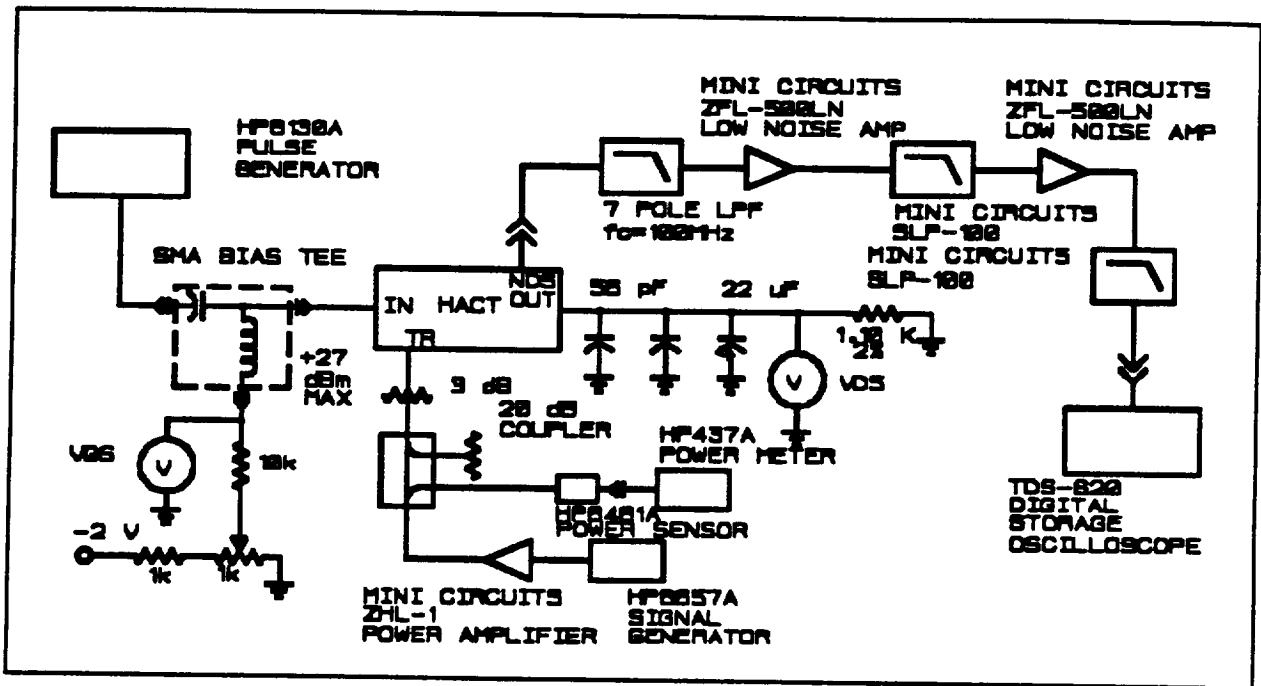 HP8130A
PULSE
GENERATOR
MINI CIRCUITS
ZFL-500LN
LOW NOISE AMP
MINI CIRCUITS
ZFL-500LN
LOW NOISE AMP
7 POLE LPF
fc=100MHz
MINI CIRCUITS
SLP-100
MINI CIRCUITS
SLP-100
SMA BIAS TEE
+27
dBm
MAX
IN HACT
NDS
OUT
TR
56 pf
22 uF
1.10 K
2%
V
VDS
9 dB
20 dB
COUPLER
HP437A
POWER METER
VGS
V
10k
-2 V
1k
1k
POWER SENSOR
MINI CIRCUITS
ZHL-1
POWER AMPLIFIER
SIGNAL
GENERATOR
TDS-820
DIGITAL
STORAGE
OSCILLOSCOPE